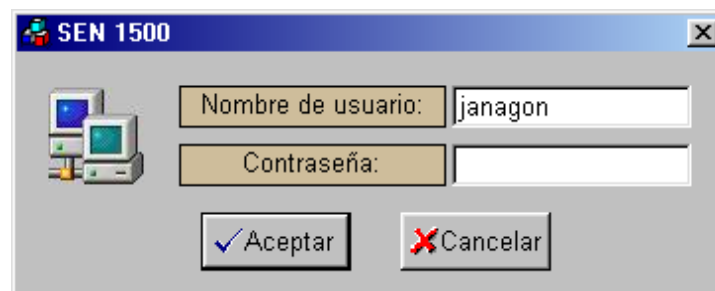 SEN 1500
Nombre de usuario: janagon
Contraseña:
Aceptar Cancelar